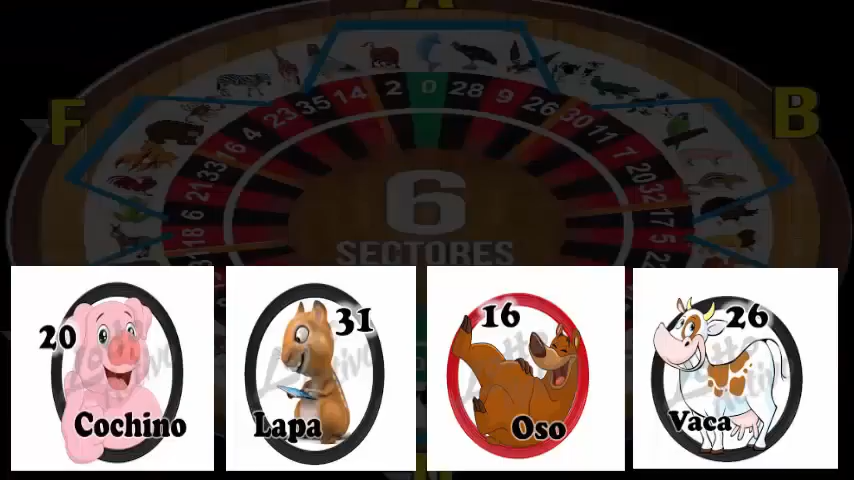 A
F
B
23 35 14 2 0 28 9 26 30 11 7 20 32 17 5
18 6 21 33 16 4
6
SECTORES
20
Cochino
31
Lapa
16
Oso
26
Vaca